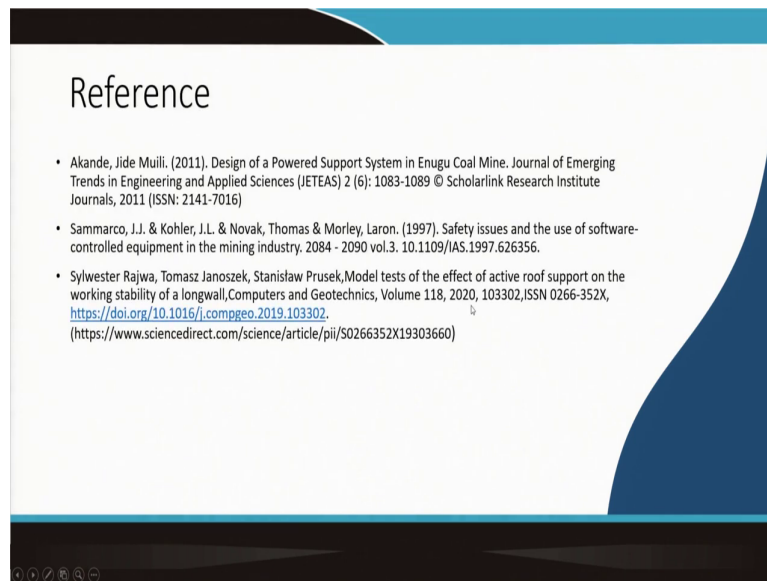 Reference
• Akande, Jide Muili. (2011). Design of a Powered Support System in Enugu Coal Mine. Journal of Emerging
Trends in Engineering and Applied Sciences (JETEAS) 2 (6): 1083-1089 © Scholarlink Research Institute
Journals, 2011 (ISSN: 2141-7016)
• Sammarco, J.J. & Kohler, J.L. & Novak, Thomas & Morley, Laron. (1997). Safety issues and the use of software-
controlled equipment in the mining industry. 2084 - 2090 vol.3. 10.1109/IAS.1997.626356.
• Sylwester Rajwa, Tomasz Janoszek, Stanisław Prusek,Model tests of the effect of active roof support on the
working stability of a longwall,Computers and Geotechnics, Volume 118, 2020, 103302,ISSN 0266-352X,
https://doi.org/10.1016/j.compgeo.2019.103302.
(https://www.sciencedirect.com/science/article/pii/S0266352X19303660)